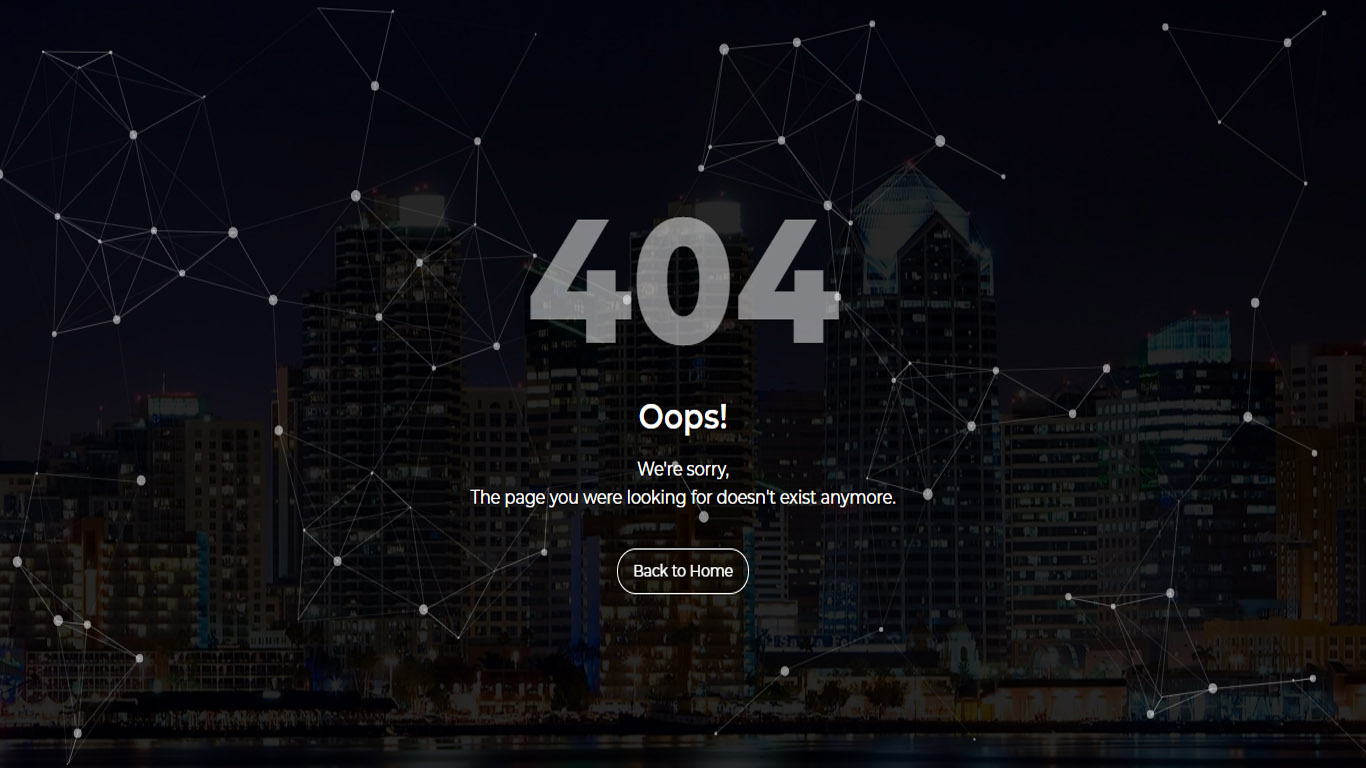 404
Oops!
We're sorry,
The page you were looking for doesn't exist anymore.
Back to Home